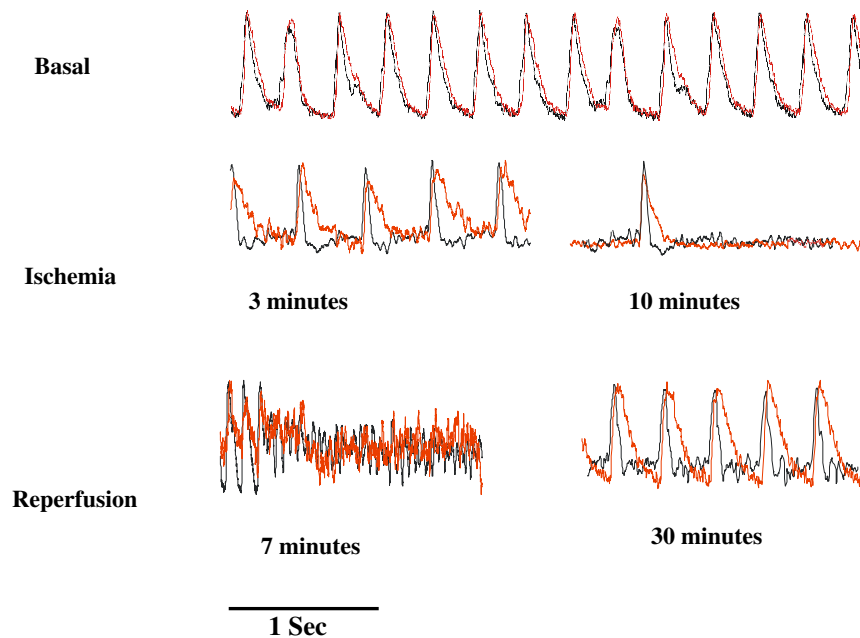 Basal
Ischemia
3 minutes
10 minutes
Reperfusion
7 minutes
30 minutes
1 Sec